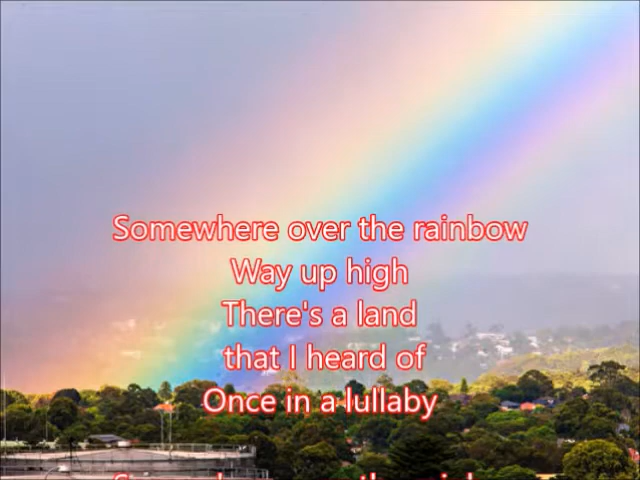 Somewhere over the rainbow
Way up high
There's a land
that I heard of
Once in a lullaby